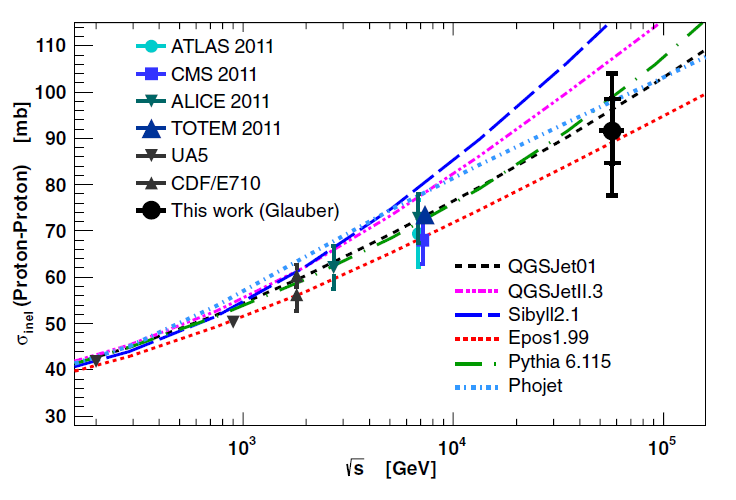 110
100
90
80
70
60
50
40
30
σinel (Proton-Proton) [mb]
ATLAS 2011
CMS 2011
ALICE 2011
TOTEM 2011
UA5
CDF/E710
This work (Glauber)
QGSJet01
QGSJetII.3
Sibyll2.1
Epos1.99
Pythia 6.115
Phojet
10³
10⁴
10⁵
√s [GeV]